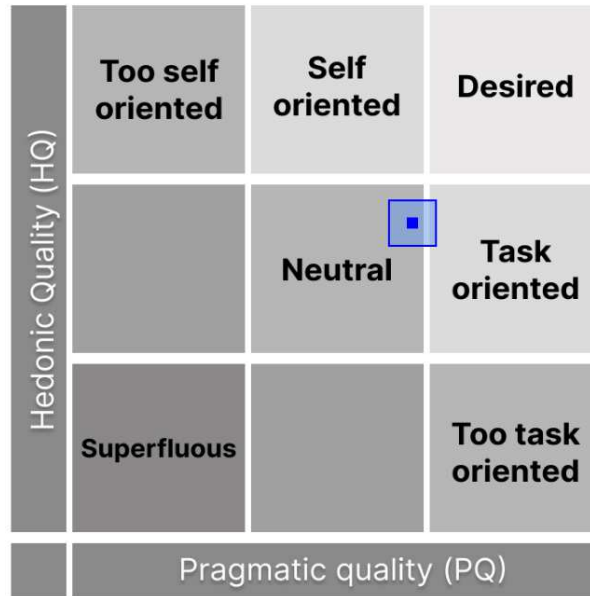 Too self
oriented
Self
oriented
Desired
Hedonic Quality (HQ)
Neutral
Task
oriented
Superfluous
Too task
oriented
Pragmatic quality (PQ)